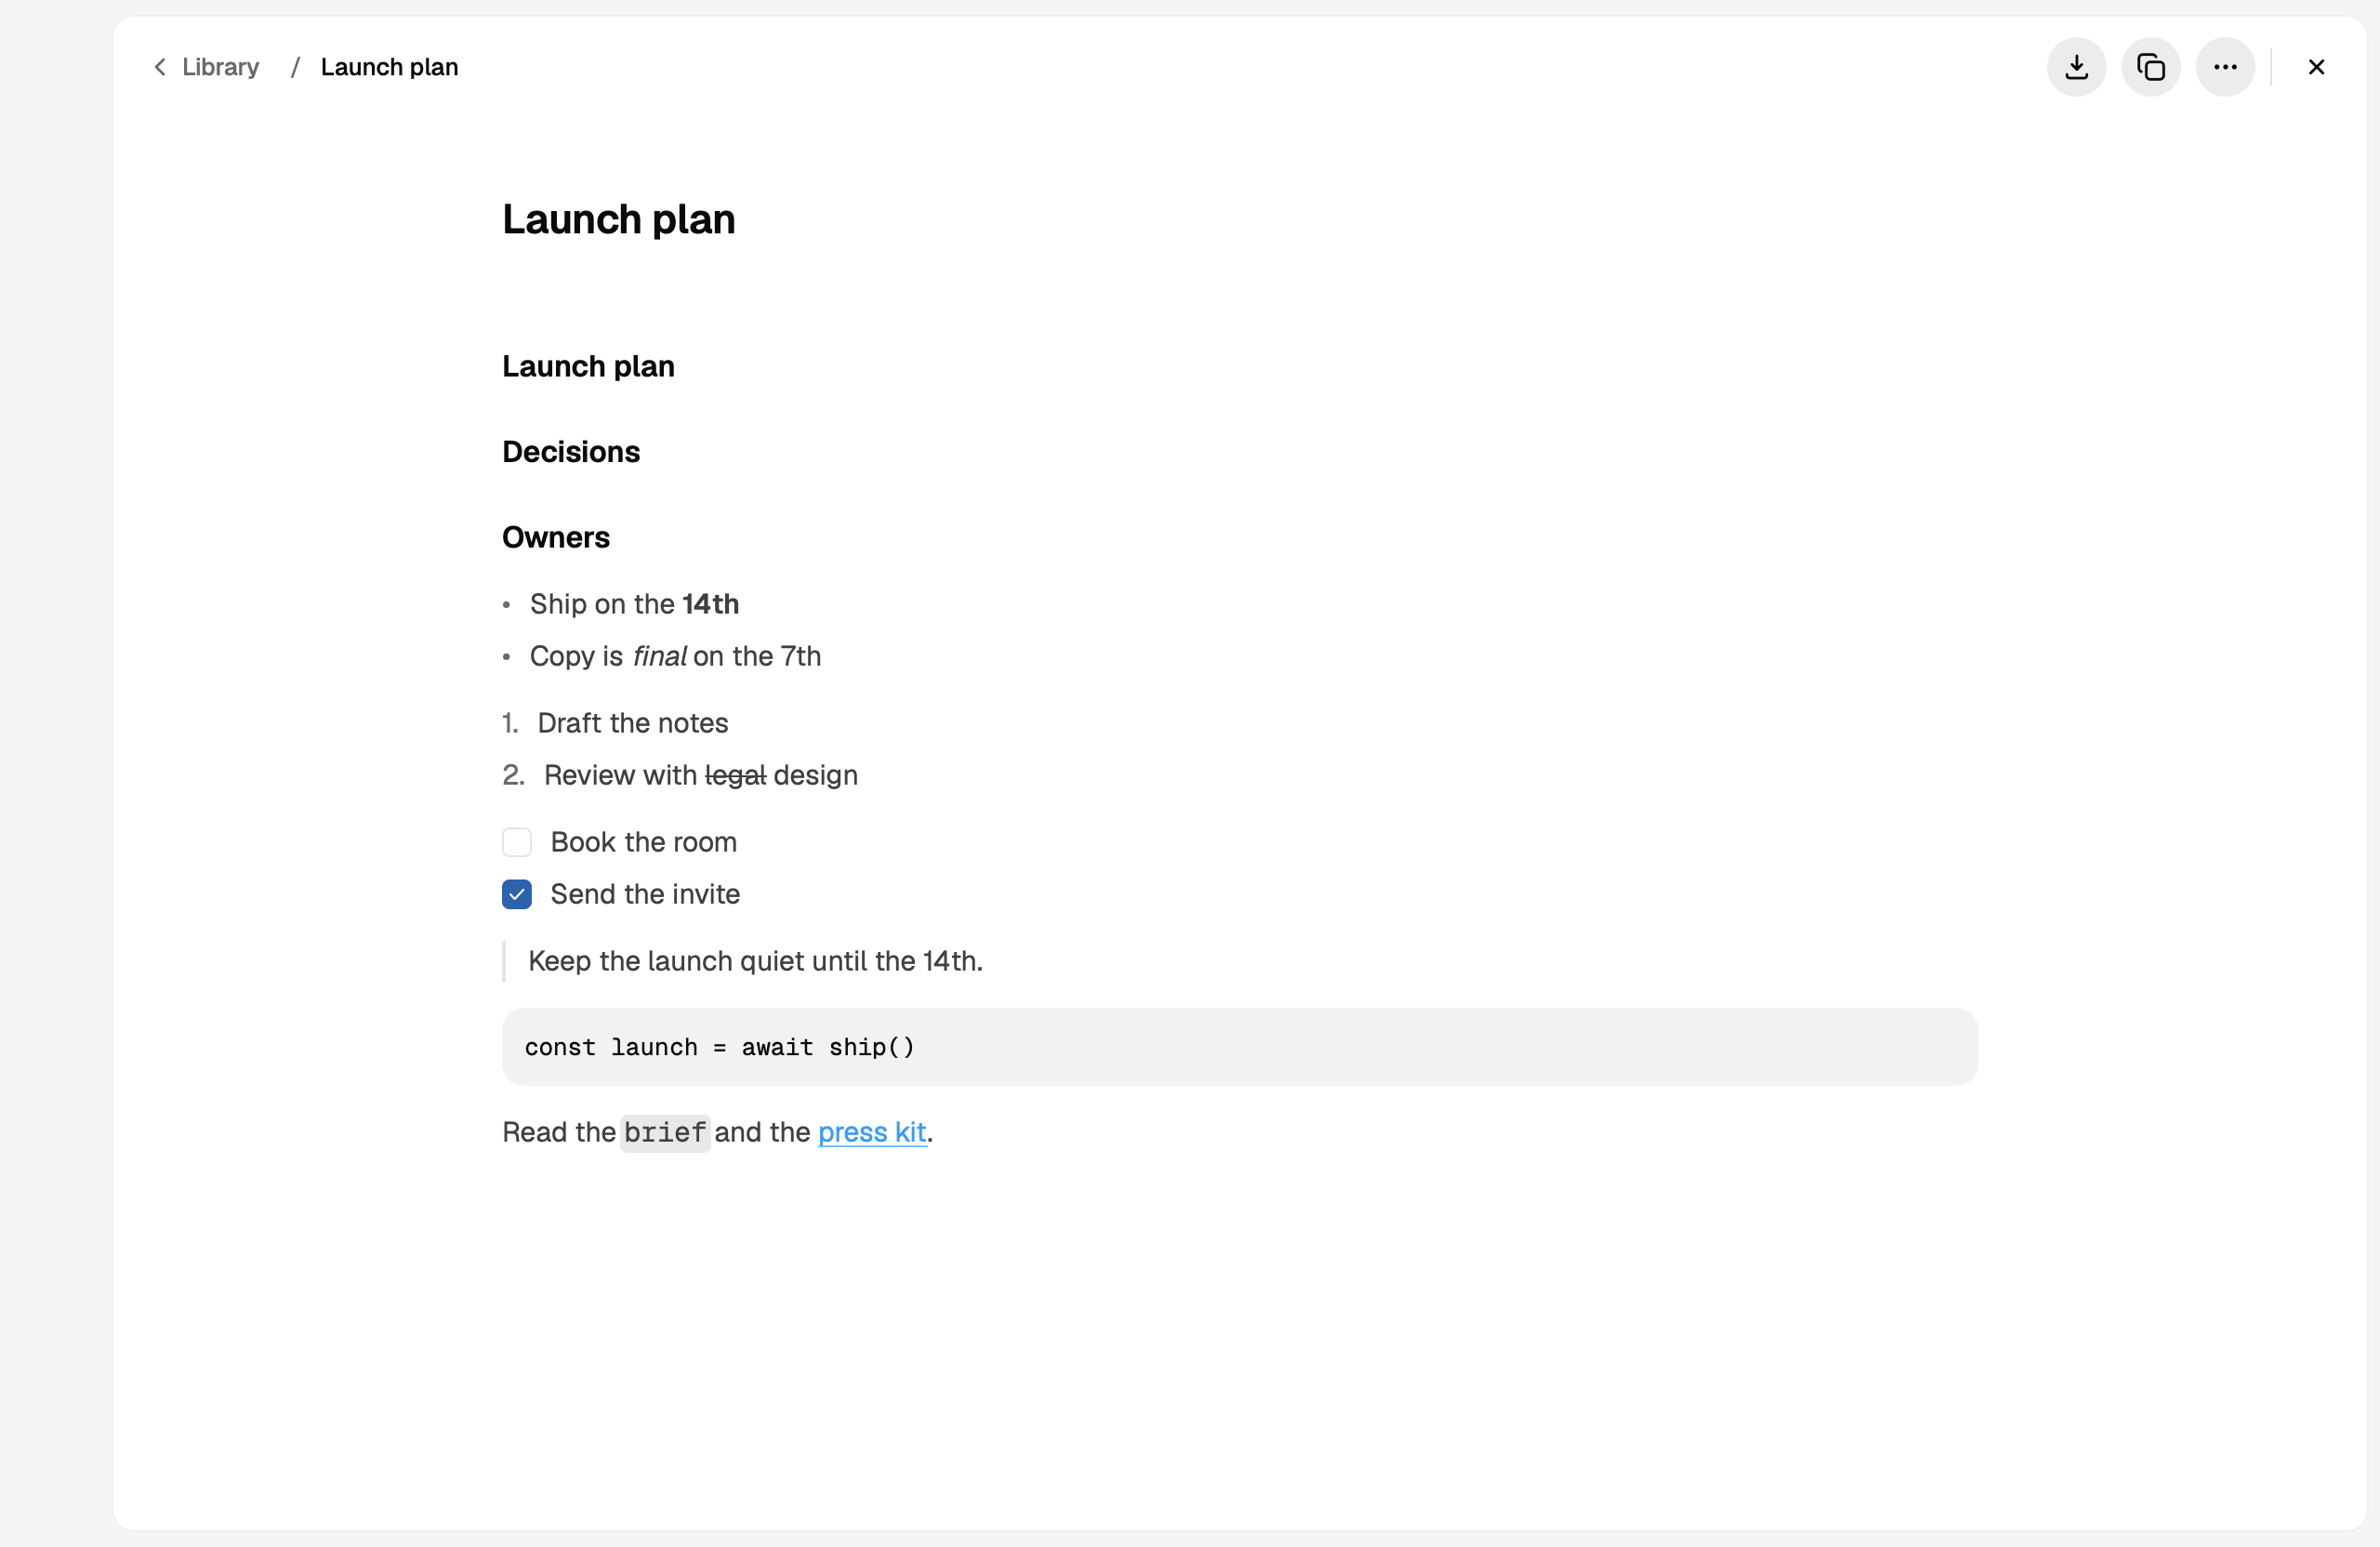 Library / Launch plan
Launch plan
Launch plan
Decisions
Owners
• Ship on the 14th
• Copy is final on the 7th
1. Draft the notes
2. Review with legal design
Book the room
Send the invite
Keep the launch quiet until the 14th.
const launch = await ship()
Read the brief and the press kit.